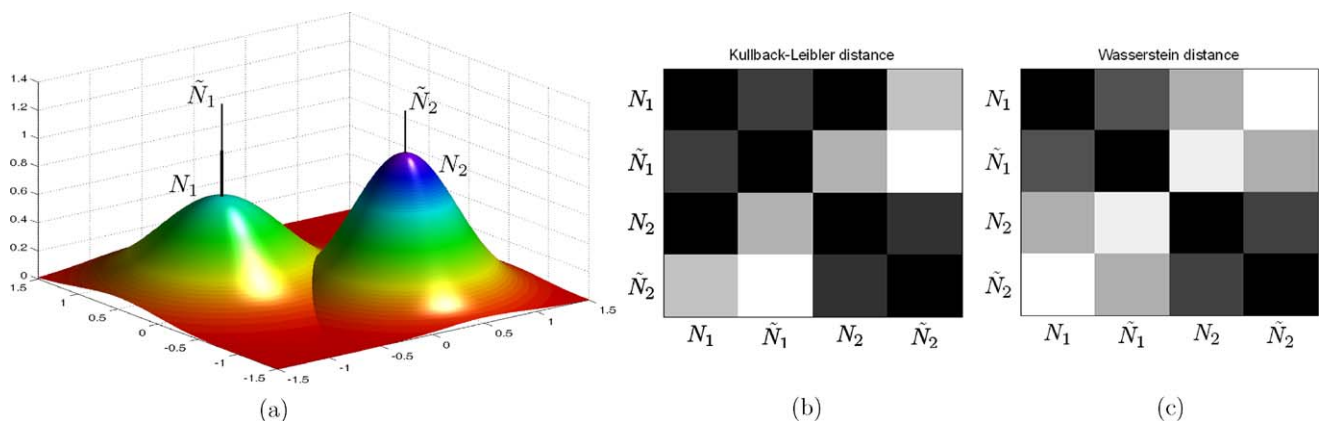 1.4
1.2
1
0.8
0.6
0.4
0.2
0
1.5
1
0.5
0
-0.5
-1
-1.5
-1.5
-1
-0.5
0
0.5
1
1.5
Ñ₁
N₁
Ñ₂
N₂
(a)
Kullback-Leibler distance
N₁
Ñ₁
N₂
Ñ₂
N₁ Ñ₁ N₂ Ñ₂
(b)
Wasserstein distance
N₁
Ñ₁
N₂
Ñ₂
N₁ Ñ₁ N₂ Ñ₂
(c)